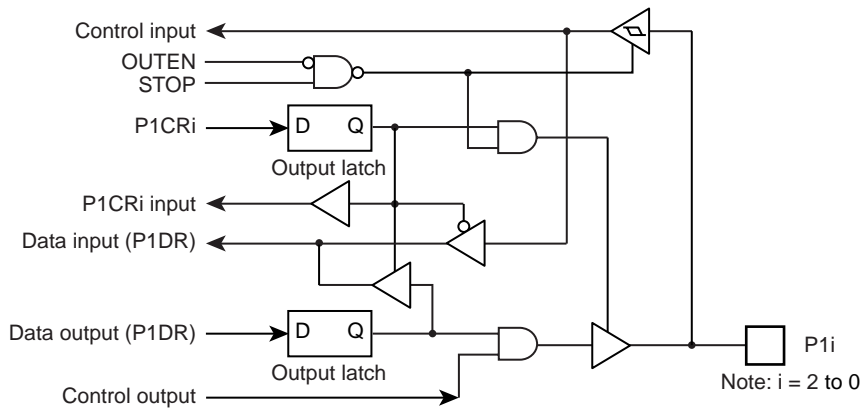 Control input
OUTEN
STOP
P1CRi
D Q
Output latch
P1CRi input
Data input (P1DR)
Data output (P1DR)
D Q
Output latch
Control output
P1i
Note: i = 2 to 0